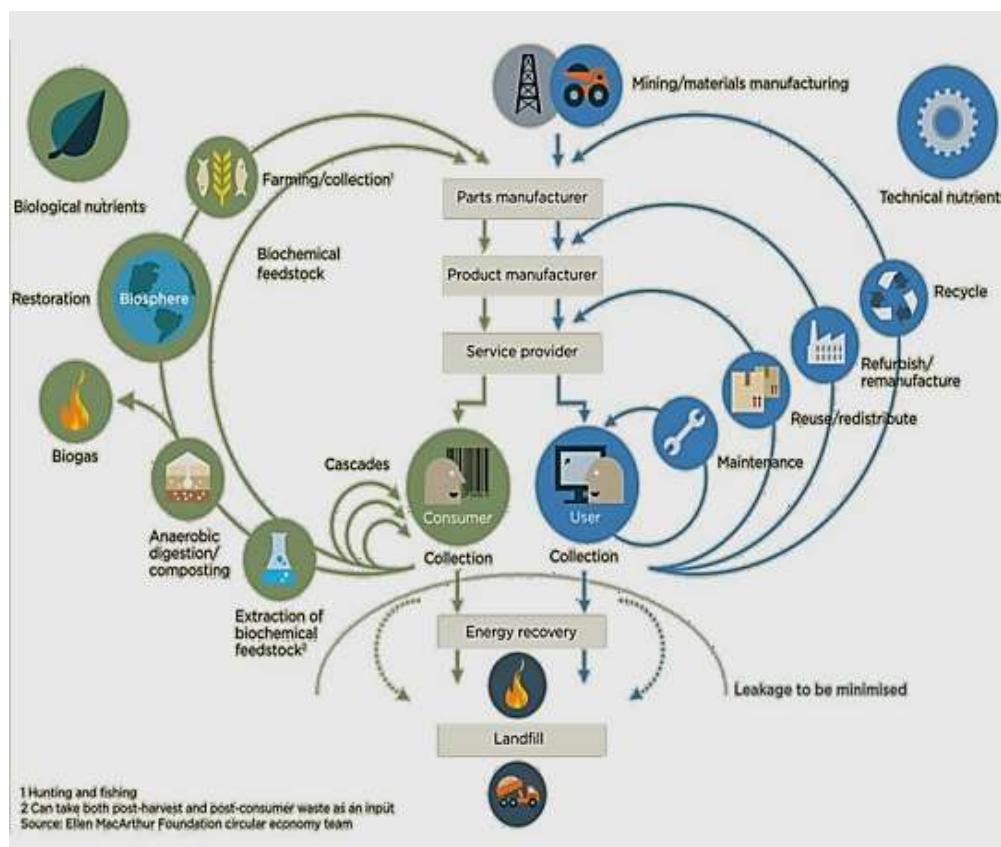 Mining/materials manufacturing
Biological nutrients
Technical nutrients
Farming/collection¹
Parts manufacturer
Biochemical
feedstock
Product manufacturer
Restoration
Biosphere
Recycle
Service provider
Refurbish/
remanufacture
Reuse/redistribute
Biogas
Cascades
Maintenance
Consumer
User
Anaerobic
digestion/
composting
Collection
Collection
Extraction of
biochemical
feedstock²
Energy recovery
Leakage to be minimised
Landfill
1 Hunting and fishing
2 Can take both post-harvest and post-consumer waste as an input
Source: Ellen MacArthur Foundation circular economy team